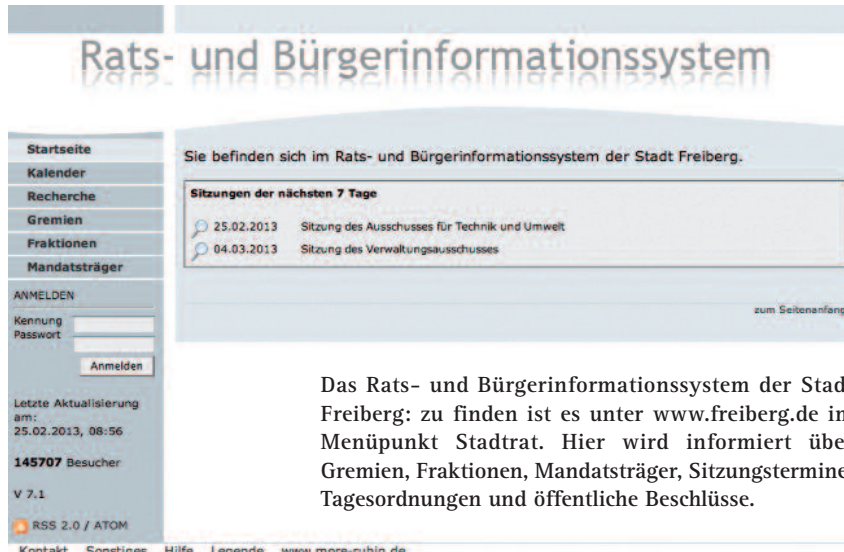 Rats- und Bürgerinformationssystem
Startseite
Kalender
Recherche
Gremien
Fraktionen
Mandatsträger
ANMELDEN
Kennung
Passwort
Anmelden
Letzte Aktualisierung
am:
25.02.2013, 08:56
145707 Besucher
V 7.1
RSS 2.0 / ATOM
Sie befinden sich im Rats- und Bürgerinformationssystem der Stadt Freiberg.
Sitzungen der nächsten 7 Tage
25.02.2013 Sitzung des Ausschusses für Technik und Umwelt
04.03.2013 Sitzung des Verwaltungsausschusses
zum Seitenanfang
Das Rats- und Bürgerinformationssystem der Stad
Freiberg: zu finden ist es unter www.freiberg.de
Menüpunkt Stadtrat. Hier wird informiert übe
Gremien, Fraktionen, Mandatsträger, Sitzungstermine
Tagesordnungen und öffentliche Beschlüsse.
Kontakt Sonstiges Hilfe Legende www.more-rubin.de